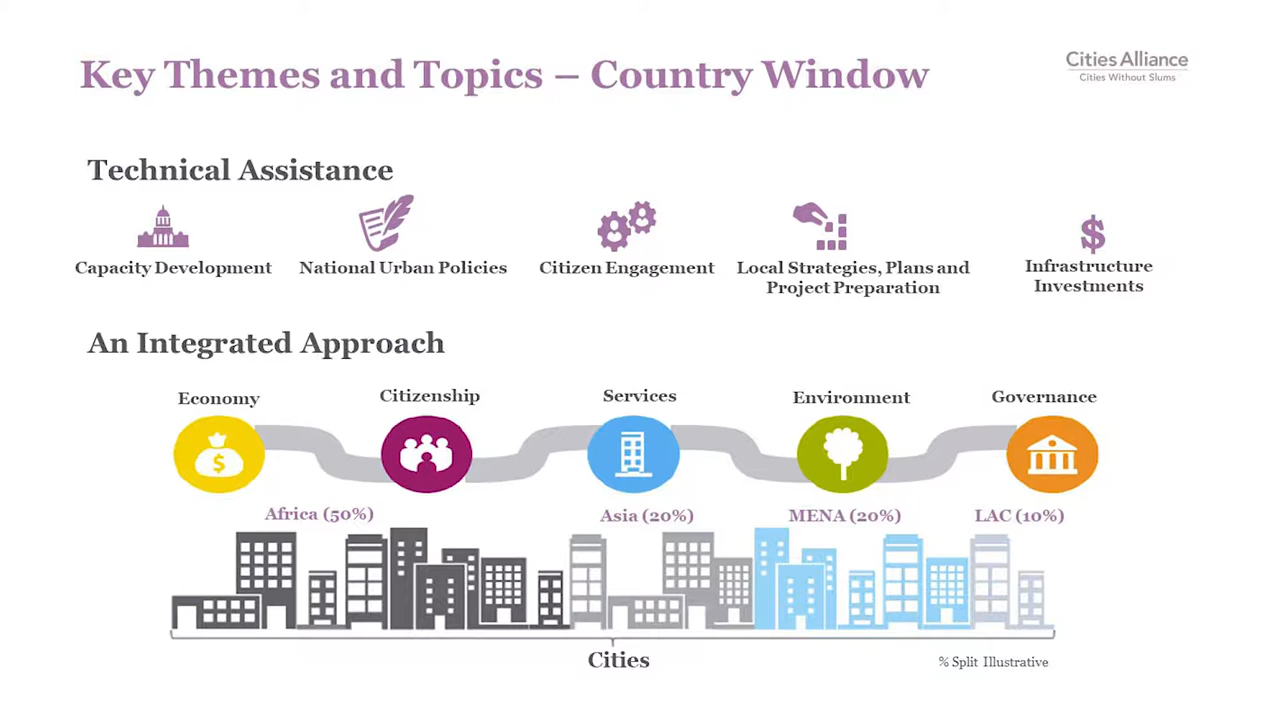 Key Themes and Topics – Country Window
Cities Alliance
Cities Without Slums
Technical Assistance
Capacity Development
National Urban Policies
Citizen Engagement
Local Strategies, Plans and
Project Preparation
$
Infrastructure
Investments
An Integrated Approach
Economy
Citizenship
Services
Environment
Governance
$
Africa (50%)
Asia (20%)
MENA (20%)
LAC (10%)
Cities
% Split Illustrative